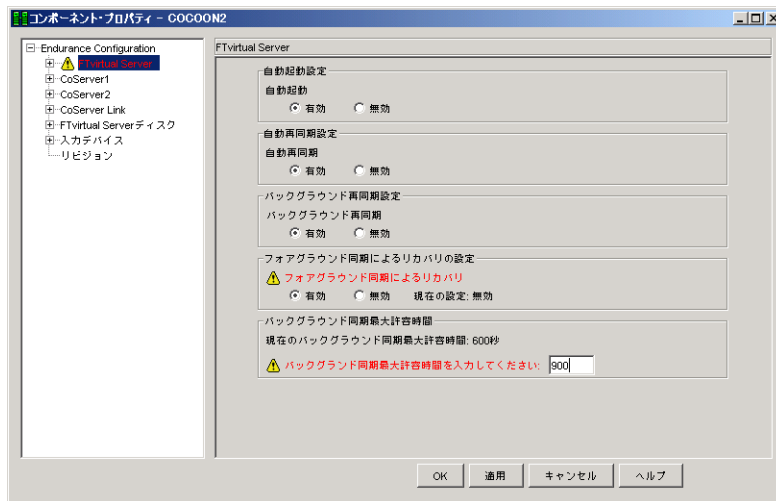 コンポーネント・プロパティ - COCOON2
Endurance Configuration
FTvirtual Server
CoServer1
CoServer2
CoServer Link
FTvirtual Serverディスク
入力デバイス
リビジョン
FTvirtual Server
自動起動設定
自動起動
有効 無効
自動再同期設定
自動再同期
有効 無効
バックグラウンド再同期設定
バックグラウンド再同期
有効 無効
フォアグラウンド同期によるリカバリの設定
フォアグラウンド同期によるリカバリ
有効 無効 現在の設定: 無効
バックグラウンド同期最大許容時間
現在のバックグラウンド同期最大許容時間: 600秒
バックグランド同期最大許容時間を入力してください: 900
OK 適用 キャンセル ヘルプ